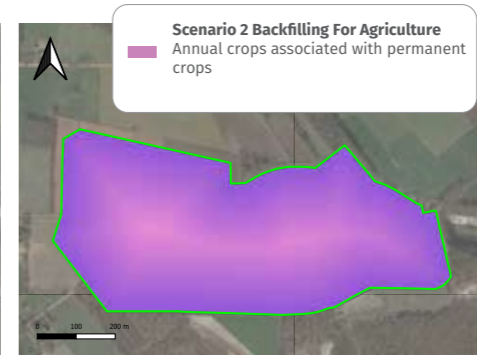 Scenario 2 Backfilling For Agriculture
Annual crops associated with permanent
crops
0 100 200 m